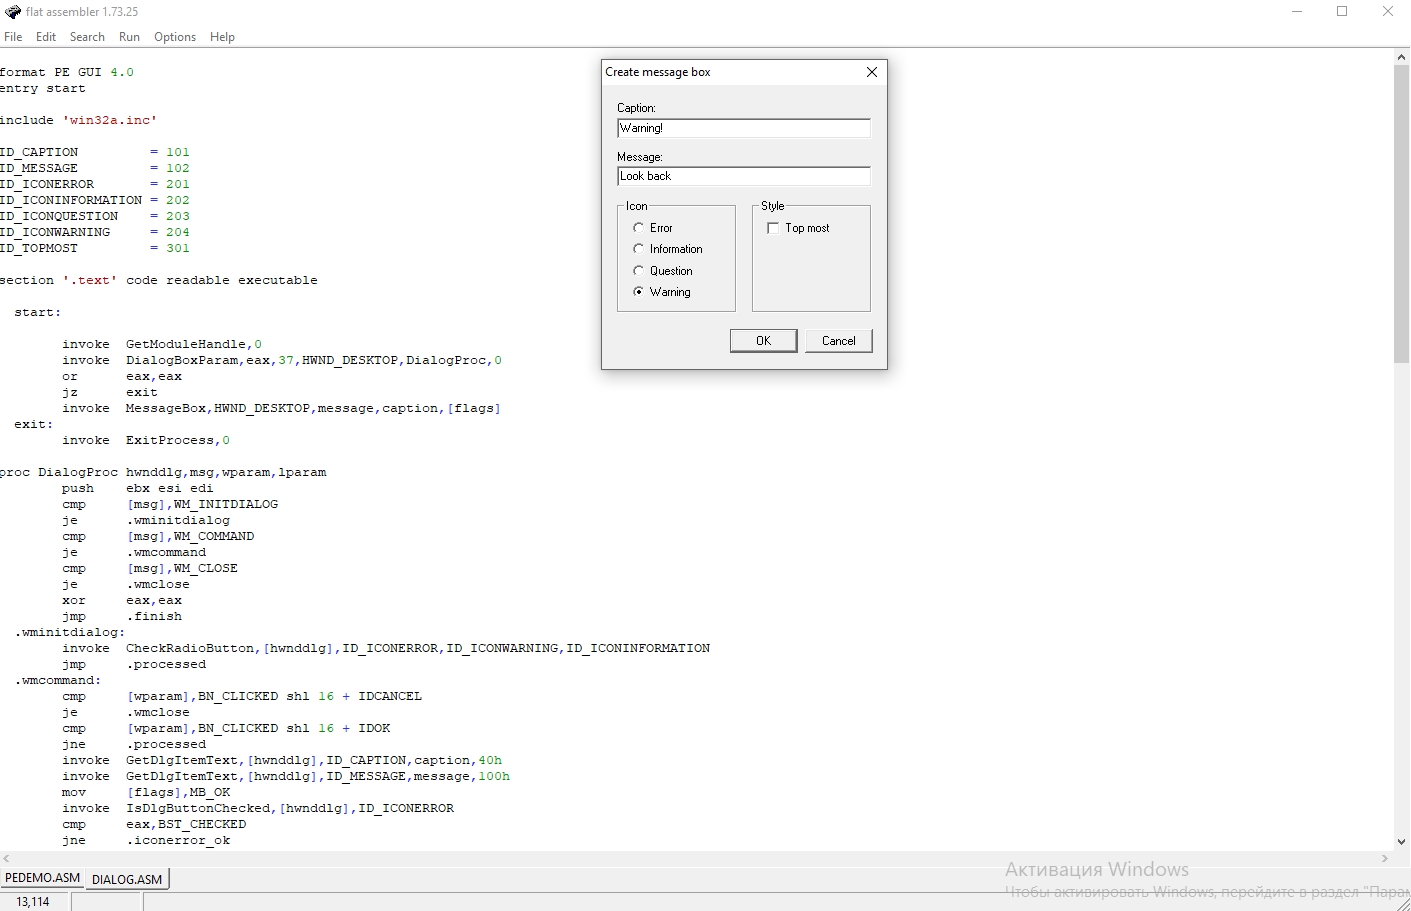 flat assembler 1.73.25
File Edit Search Run Options Help
format PE GUI 4.0
entry start
include 'win32a.inc'
ID_CAPTION = 101
ID_MESSAGE = 102
ID_ICONERROR = 201
ID_ICONINFORMATION = 202
ID_ICONQUESTION = 203
ID_ICONWARNING = 204
ID_TOPMOST = 301
section '.text' code readable executable
start:
invoke GetModuleHandle,0
invoke DialogBoxParam,eax,37,HWND_DESKTOP,DialogProc,0
or eax,eax
jz exit
invoke MessageBox,HWND_DESKTOP,message,caption,[flags]
exit:
invoke ExitProcess,0
proc DialogProc hwnddlg,msg,wparam,lparam
push ebx esi edi
cmp [msg],WM_INITDIALOG
je .wminitdialog
cmp [msg],WM_COMMAND
je .wmcommand
cmp [msg],WM_CLOSE
je .wmclose
xor eax,eax
jmp .finish
.wminitdialog:
invoke CheckRadioButton,[hwnddlg],ID_ICONERROR,ID_ICONWARNING,ID_ICONINFORMATION
jmp .processed
.wmcommand:
cmp [wparam],BN_CLICKED shl 16 + IDCANCEL
je .wmclose
cmp [wparam],BN_CLICKED shl 16 + IDOK
jne .processed
invoke GetDlgItemText,[hwnddlg],ID_CAPTION,caption,40h
invoke GetDlgItemText,[hwnddlg],ID_MESSAGE,message,100h
mov [flags],MB_OK
invoke IsDlgButtonChecked,[hwnddlg],ID_ICONERROR
cmp eax,BST_CHECKED
jne .iconerror_ok
Create message box
Caption:
Warning!
Message:
Look back
Icon
Error
Information
Question
Warning
Style
Top most
OK Cancel
Активация Windows
Чтобы активировать Windows, перейдите в раздел "Пара
PEDEMO.ASM DIALOG.ASM
13,114